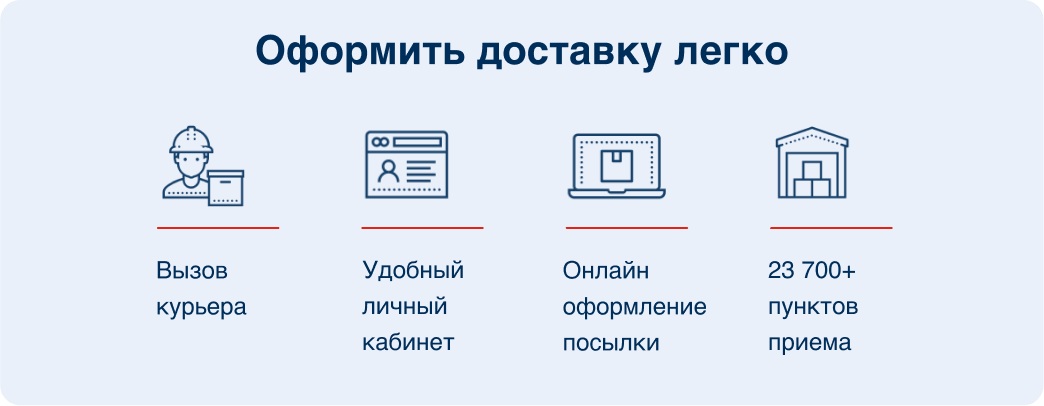 Оформить доставку легко
Вызов
курьера
Удобный
личный
кабинет
Онлайн
оформление
посылки
23 700+
пунктов
приема